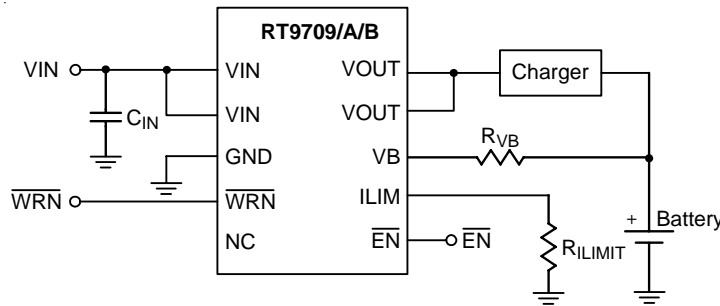 RT9709/A/B
VIN
VIN
VOUT
Charger
VIN
VOUT
C_IN
GND
VB
R_VB
WRN
WRN
ILIM
NC
EN
EN
R_ILIMIT
+
Battery